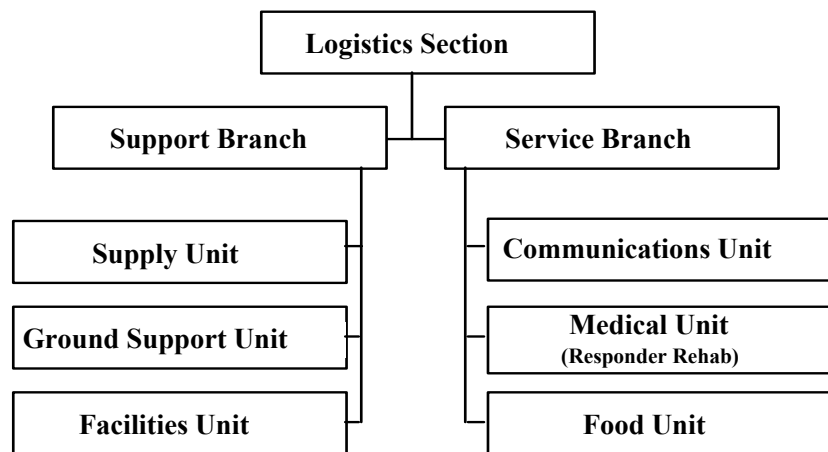 Logistics Section
Support Branch
Service Branch
Supply Unit
Communications Unit
Ground Support Unit
Medical Unit
(Responder Rehab)
Facilities Unit
Food Unit